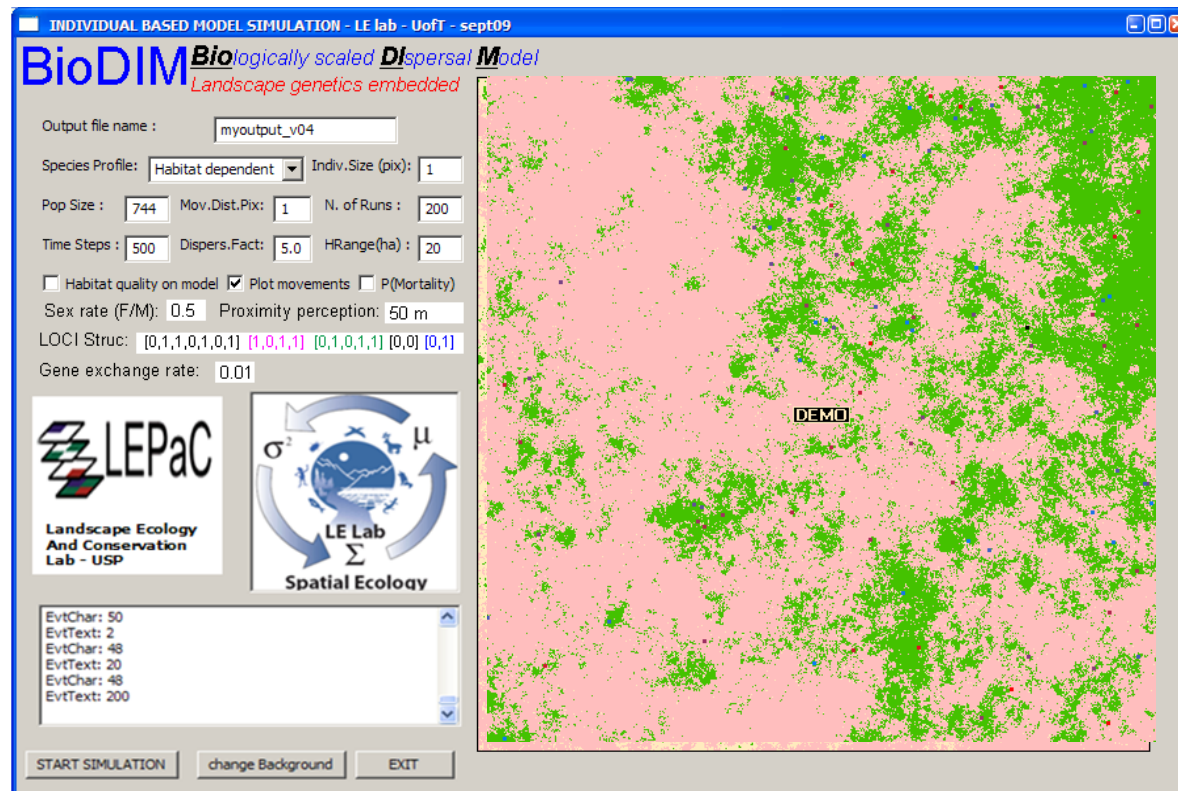 INDIVIDUAL BASED MODEL SIMULATION - LE lab - UofT - sept09
BioDIM Biologically scaled DIspersal Model
Landscape genetics embedded
Output file name : myoutput_v04
Species Profile: Habitat dependent Indiv.Size (pix): 1
Pop Size : 744 Mov.Dist.Pix: 1 N. of Runs : 200
Time Steps : 500 Dispers.Fact: 5.0 HRange(ha) : 20
Habitat quality on model Plot movements P(Mortality)
Sex rate (F/M): 0.5 Proximity perception: 50 m
LOCI Struc: [0,1,1,0,1,0,1] [1,0,1,1] [0,1,0,1,1] [0,0] [0,1]
Gene exchange rate: 0.01
DEMO
LEPaC
Landscape Ecology
And Conservation
Lab - USP
σ² μ
LE Lab
Σ
Spatial Ecology
EvtChar: 50
EvtText: 2
EvtChar: 48
EvtText: 20
EvtChar: 48
EvtText: 200
START SIMULATION change Background EXIT